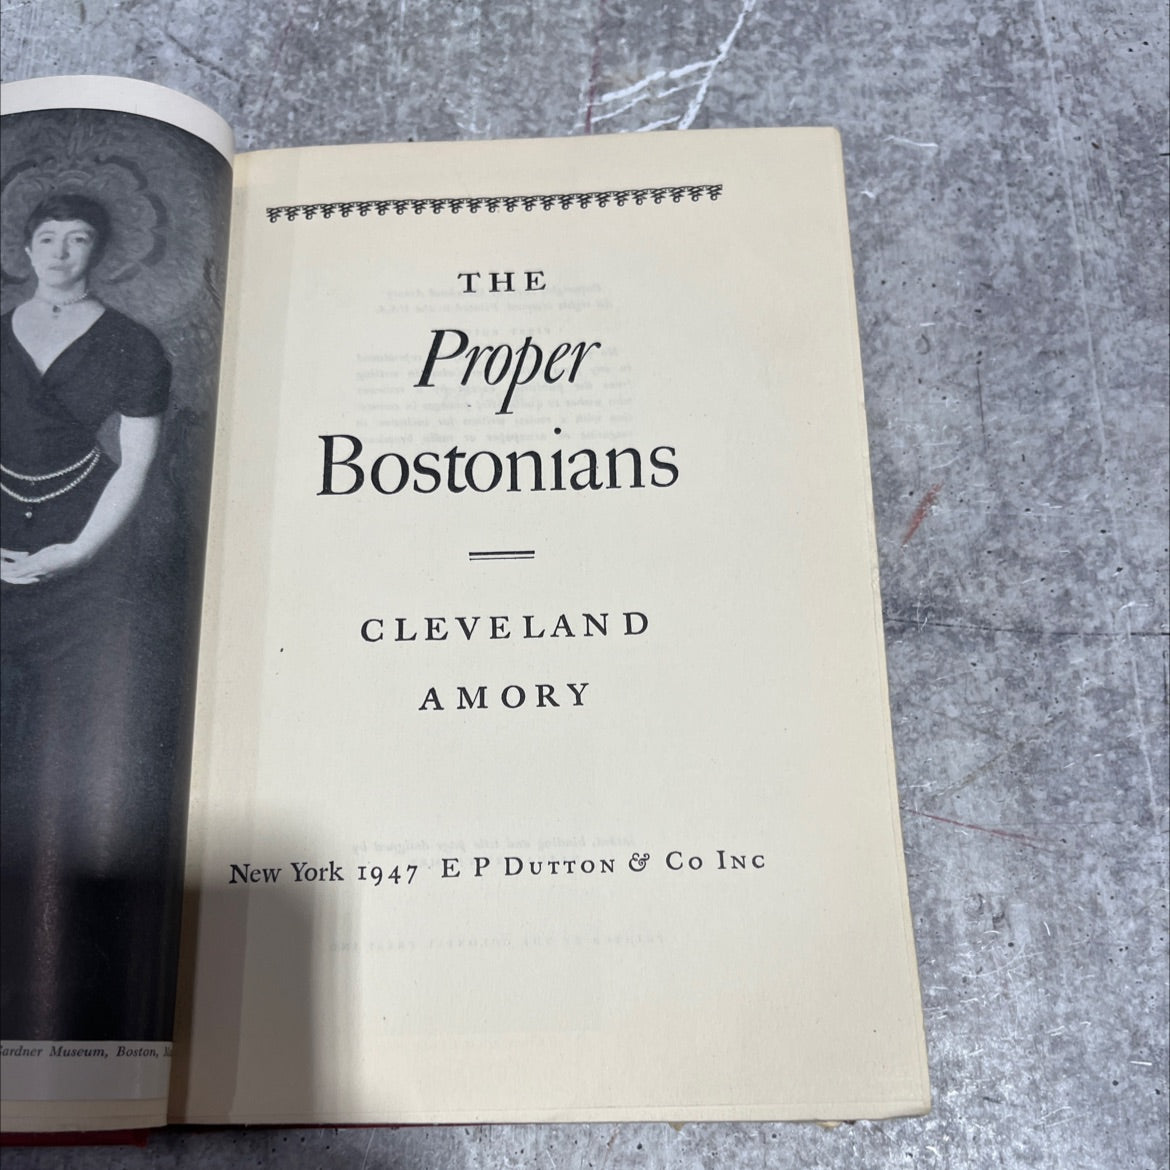 THE
Proper
Bostonians
CLEVELAND
AMORY
New York 1947 E P DUTTON & CO INC
Gardner Museum, Boston,